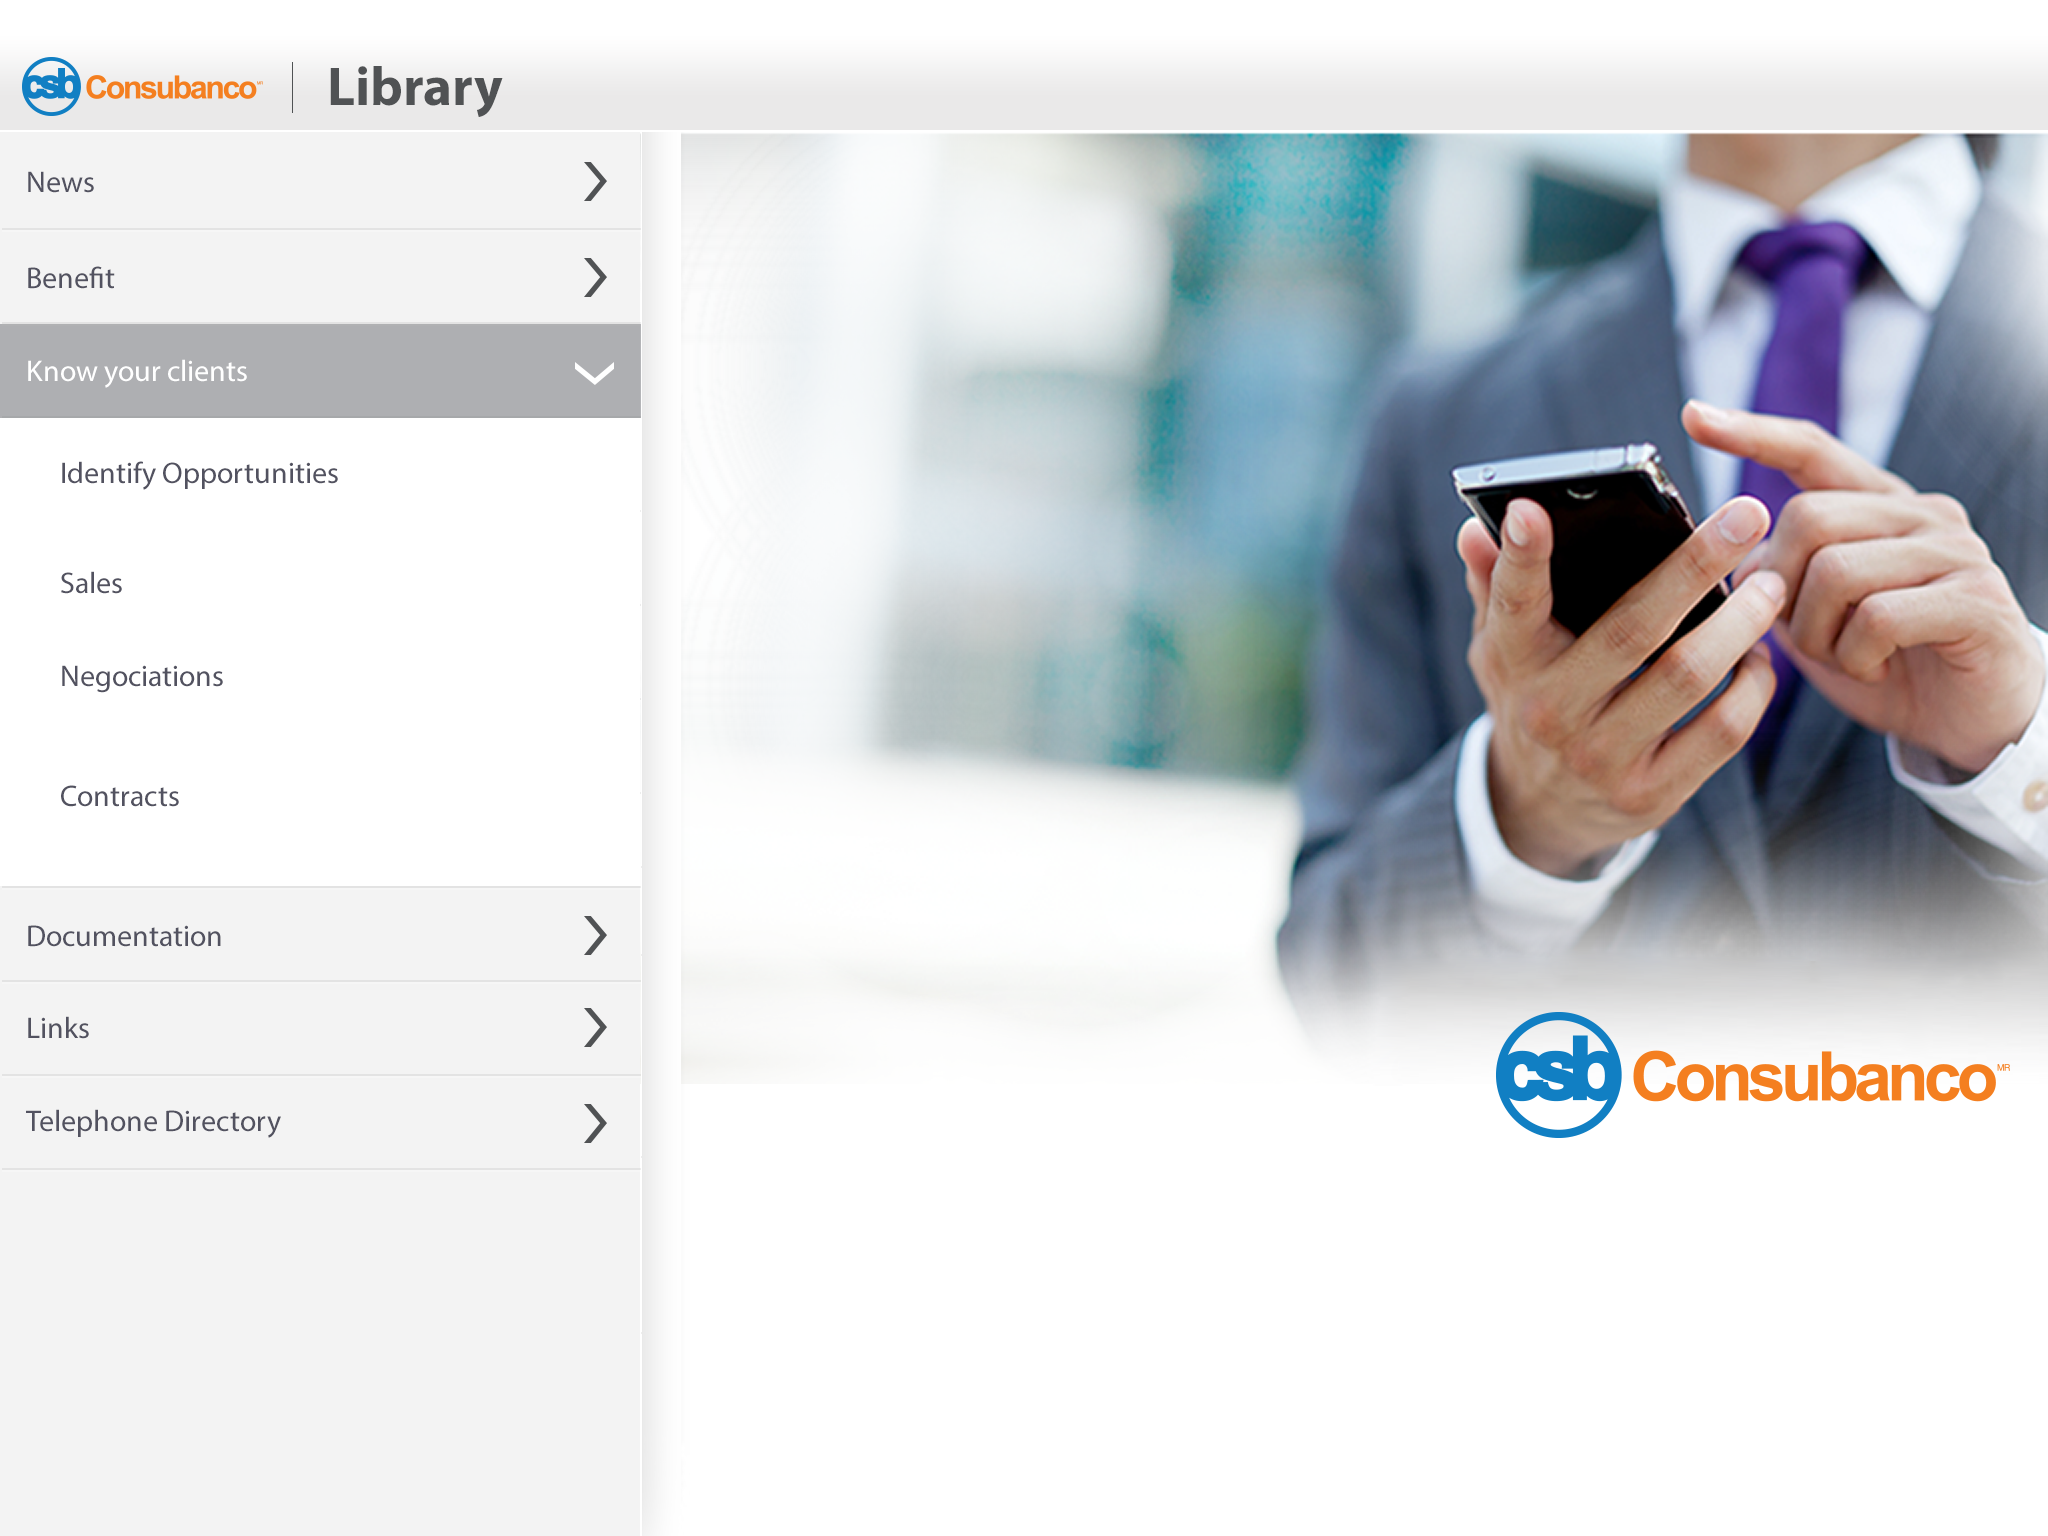 csb Consubanco
Library
News
Benefit
Know your clients
Identify Opportunities
Sales
Negociations
Contracts
Documentation
Links
Telephone Directory
csb Consubanco MR